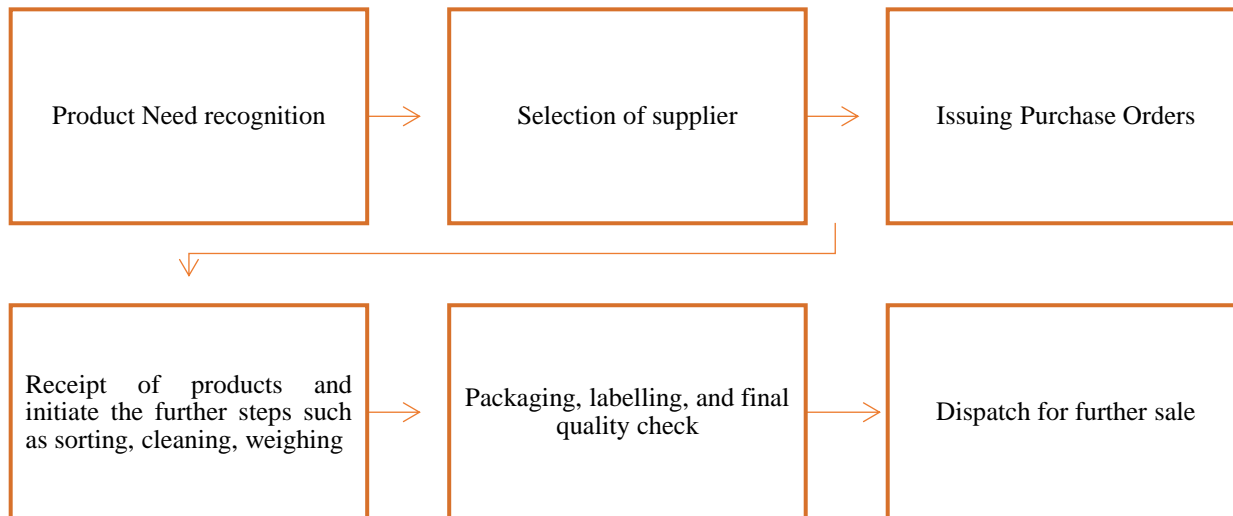 Product Need recognition
Selection of supplier
Issuing Purchase Orders
Receipt of products and
initiate the further steps such
as sorting, cleaning, weighing
Packaging, labelling, and final
quality check
Dispatch for further sale